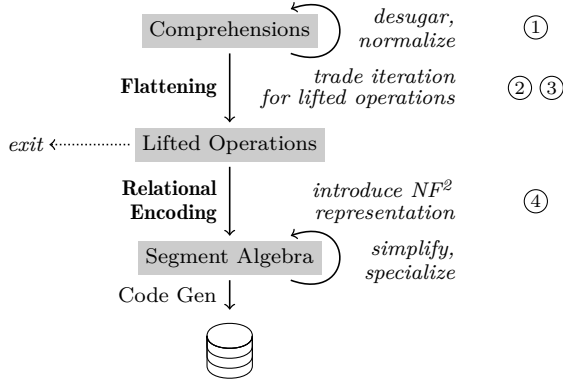 Comprehensions
desugar,
normalize
①
Flattening
trade iteration
for lifted operations
② ③
exit
Lifted Operations
Relational
Encoding
introduce NF²
representation
④
Segment Algebra
simplify,
specialize
Code Gen